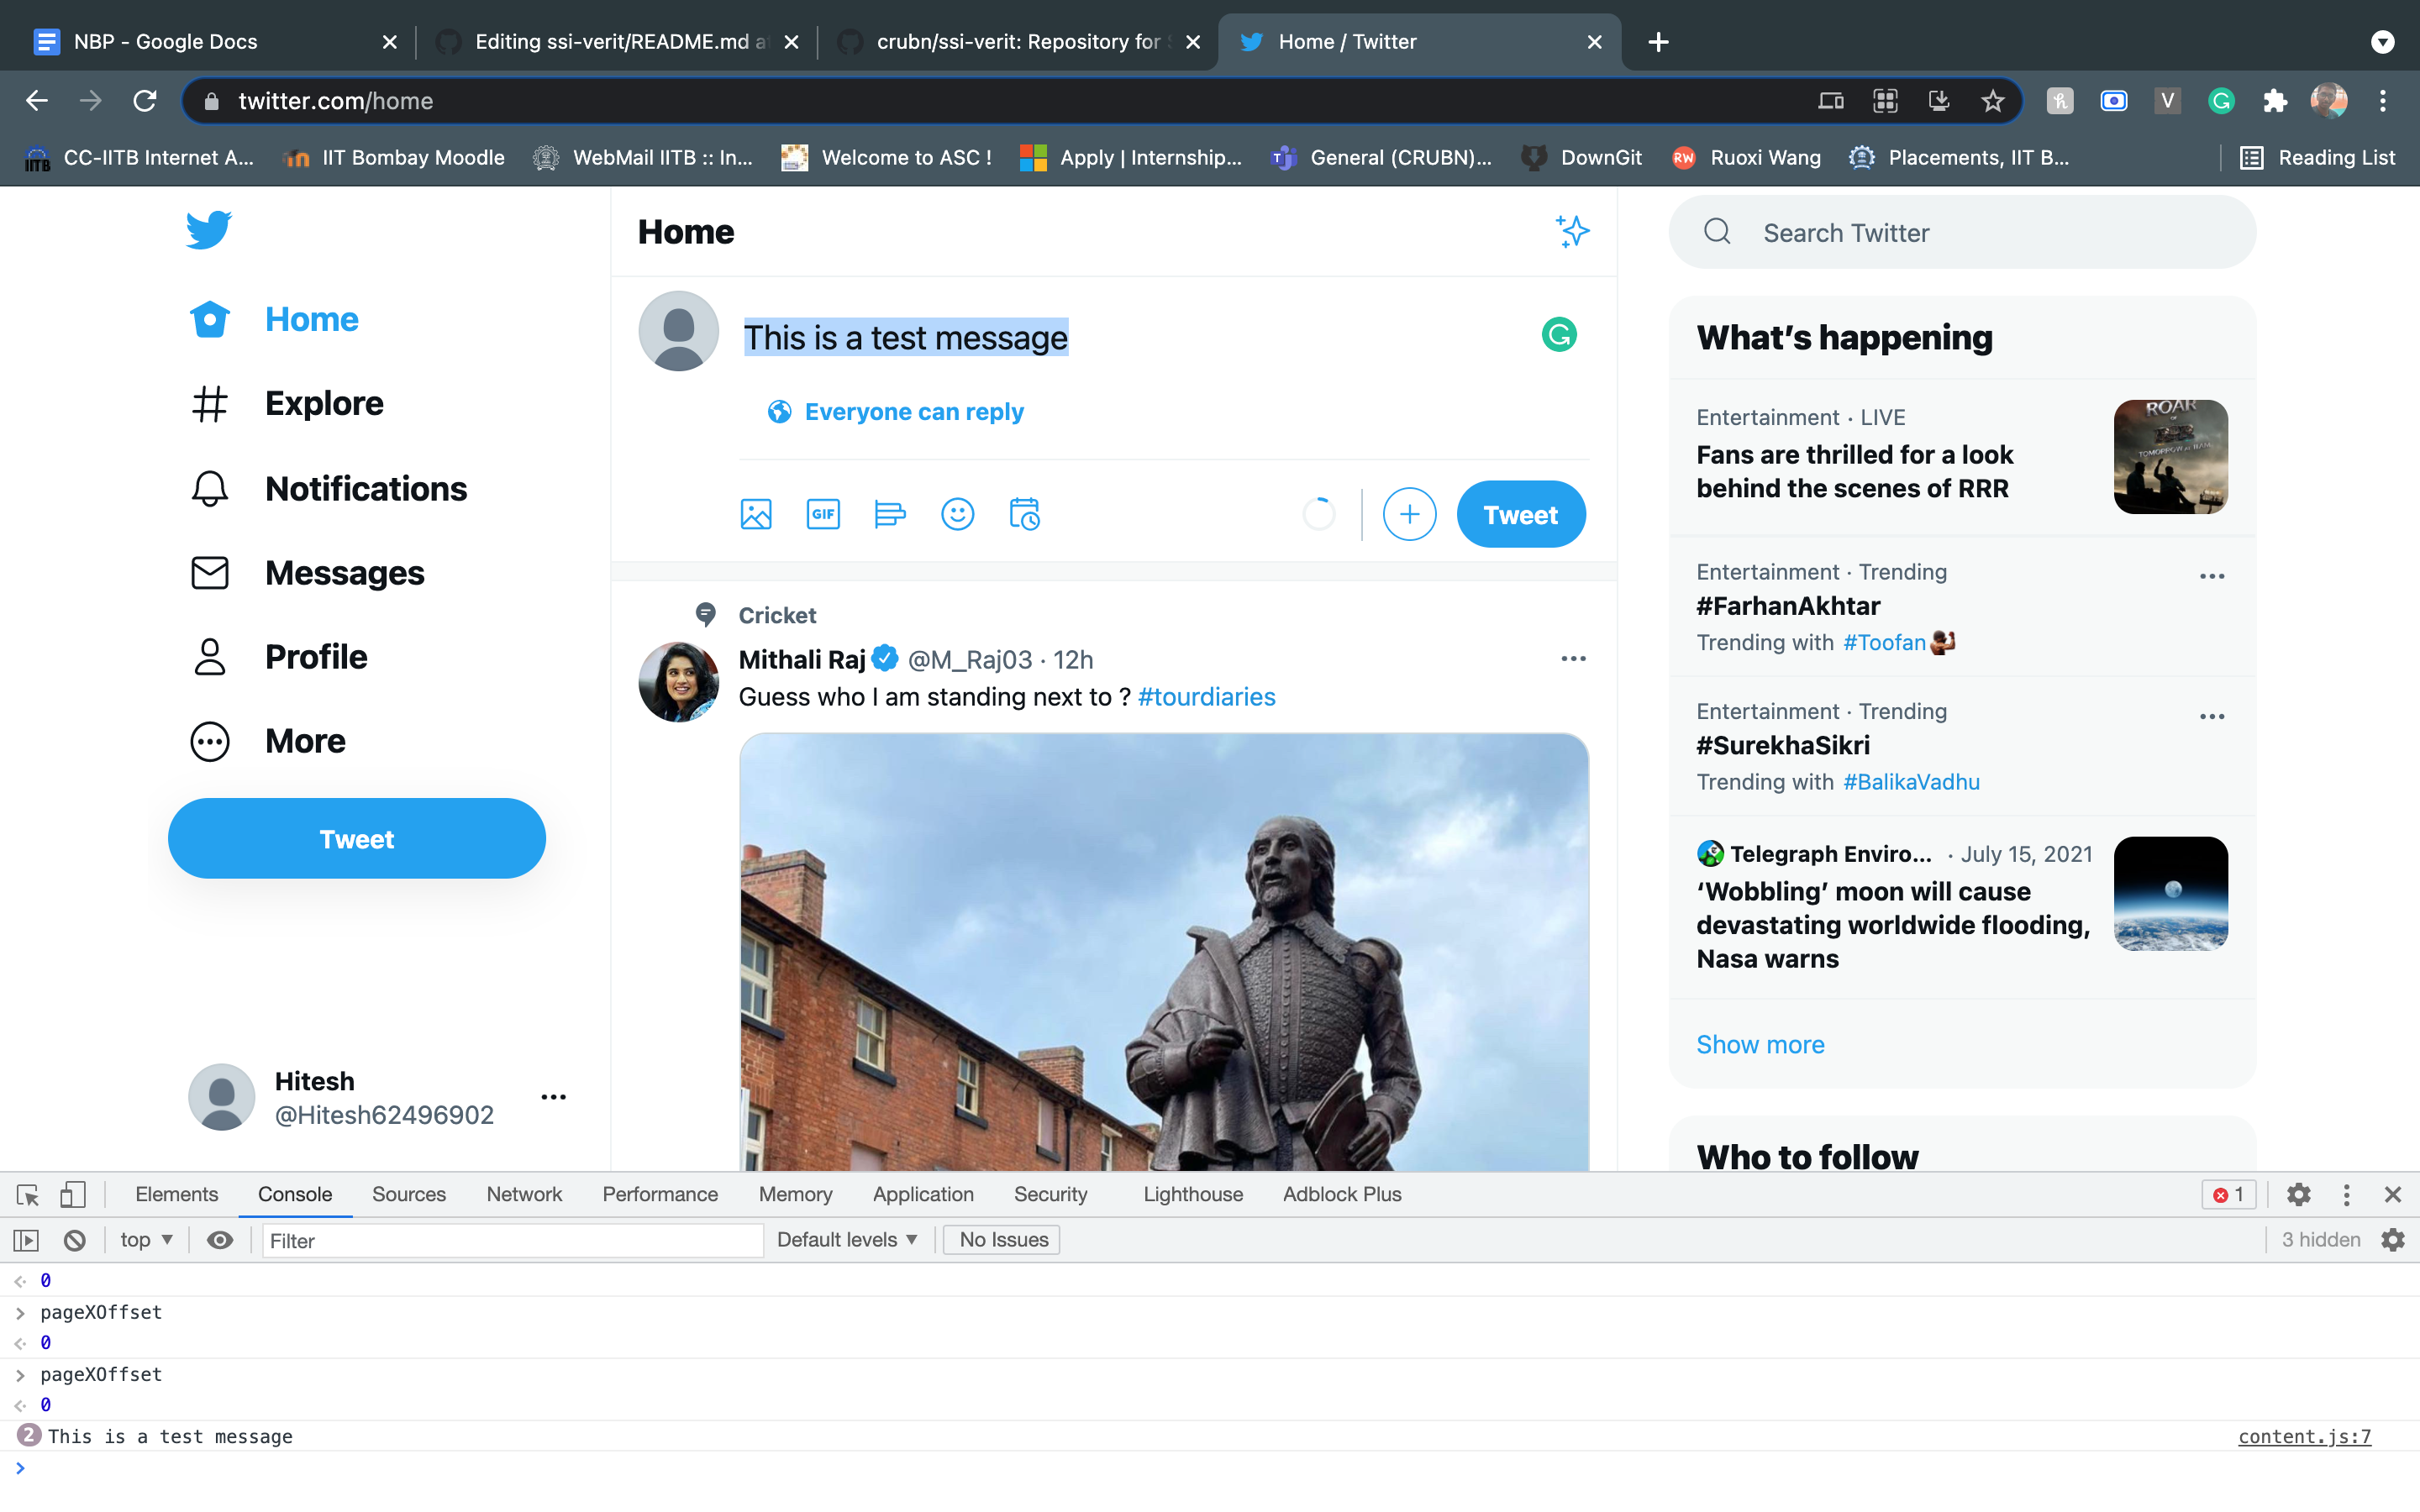 NBP - Google Docs
Editing ssi-verit/README.md a
crubn/ssi-verit: Repository for
Home / Twitter
twitter.com/home
V
CC-IITB Internet A...
IIT Bombay Moodle
WebMail IITB :: In...
Welcome to ASC !
Apply | Internship...
General (CRUBN)...
DownGit
RW Ruoxi Wang
Placements, IIT B...
Reading List
Home
Explore
Notifications
Messages
Profile
More
Tweet
Hitesh
@Hitesh62496902
Home
This is a test message
Everyone can reply
GIF
Tweet
Cricket
Mithali Raj @M_Raj03 · 12h
Guess who I am standing next to ? #tourdiaries
Search Twitter
What’s happening
Entertainment · LIVE
Fans are thrilled for a look
behind the scenes of RRR
ROAR
Entertainment · Trending
#FarhanAkhtar
Trending with #Toofan
Entertainment · Trending
#SurekhaSikri
Trending with #BalikaVadhu
Telegraph Enviro... · July 15, 2021
‘Wobbling’ moon will cause
devastating worldwide flooding,
Nasa warns
Show more
Who to follow
Elements Console Sources Network Performance Memory Application Security Lighthouse Adblock Plus 1
top Filter Default levels No Issues 3 hidden
0
pageXOffset
0
pageXOffset
0
2 This is a test message content.js:7